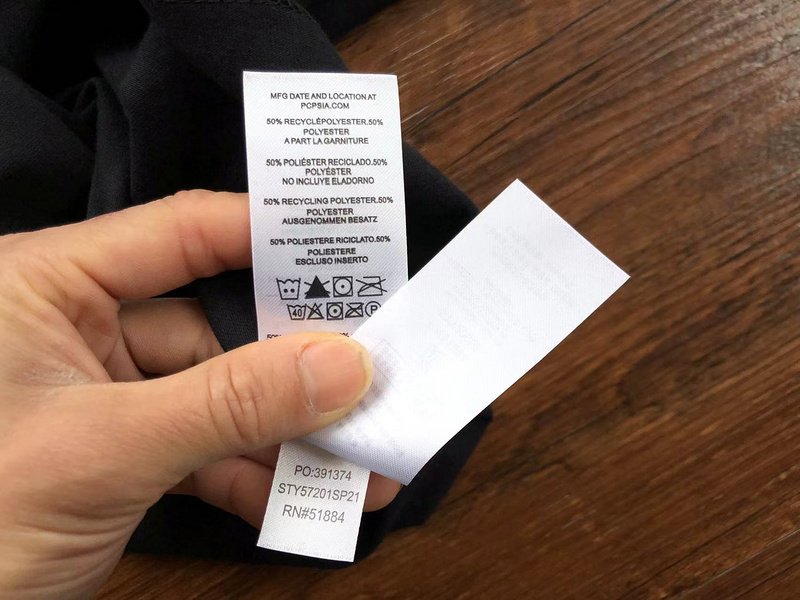 MFG DATE AND LOCATION AT
PCPSIA.COM
50% RECYCLÉPOLYESTER.50%
POLYESTER
A PART LA GARNITURE
50% POLIÉSTER RECICLADO.50%
POLYÉSTER
NO INCLUYE ELADORNO
50% RECYCLING POLYESTER.50%
POLYESTER
AUSGENOMMEN BESATZ
50% POLIESTERE RICICLATO.50%
POLIESTERE
ESCLUSO INSERTO
40 P
50%
PO:391374
STY57201SP21
RN#51884